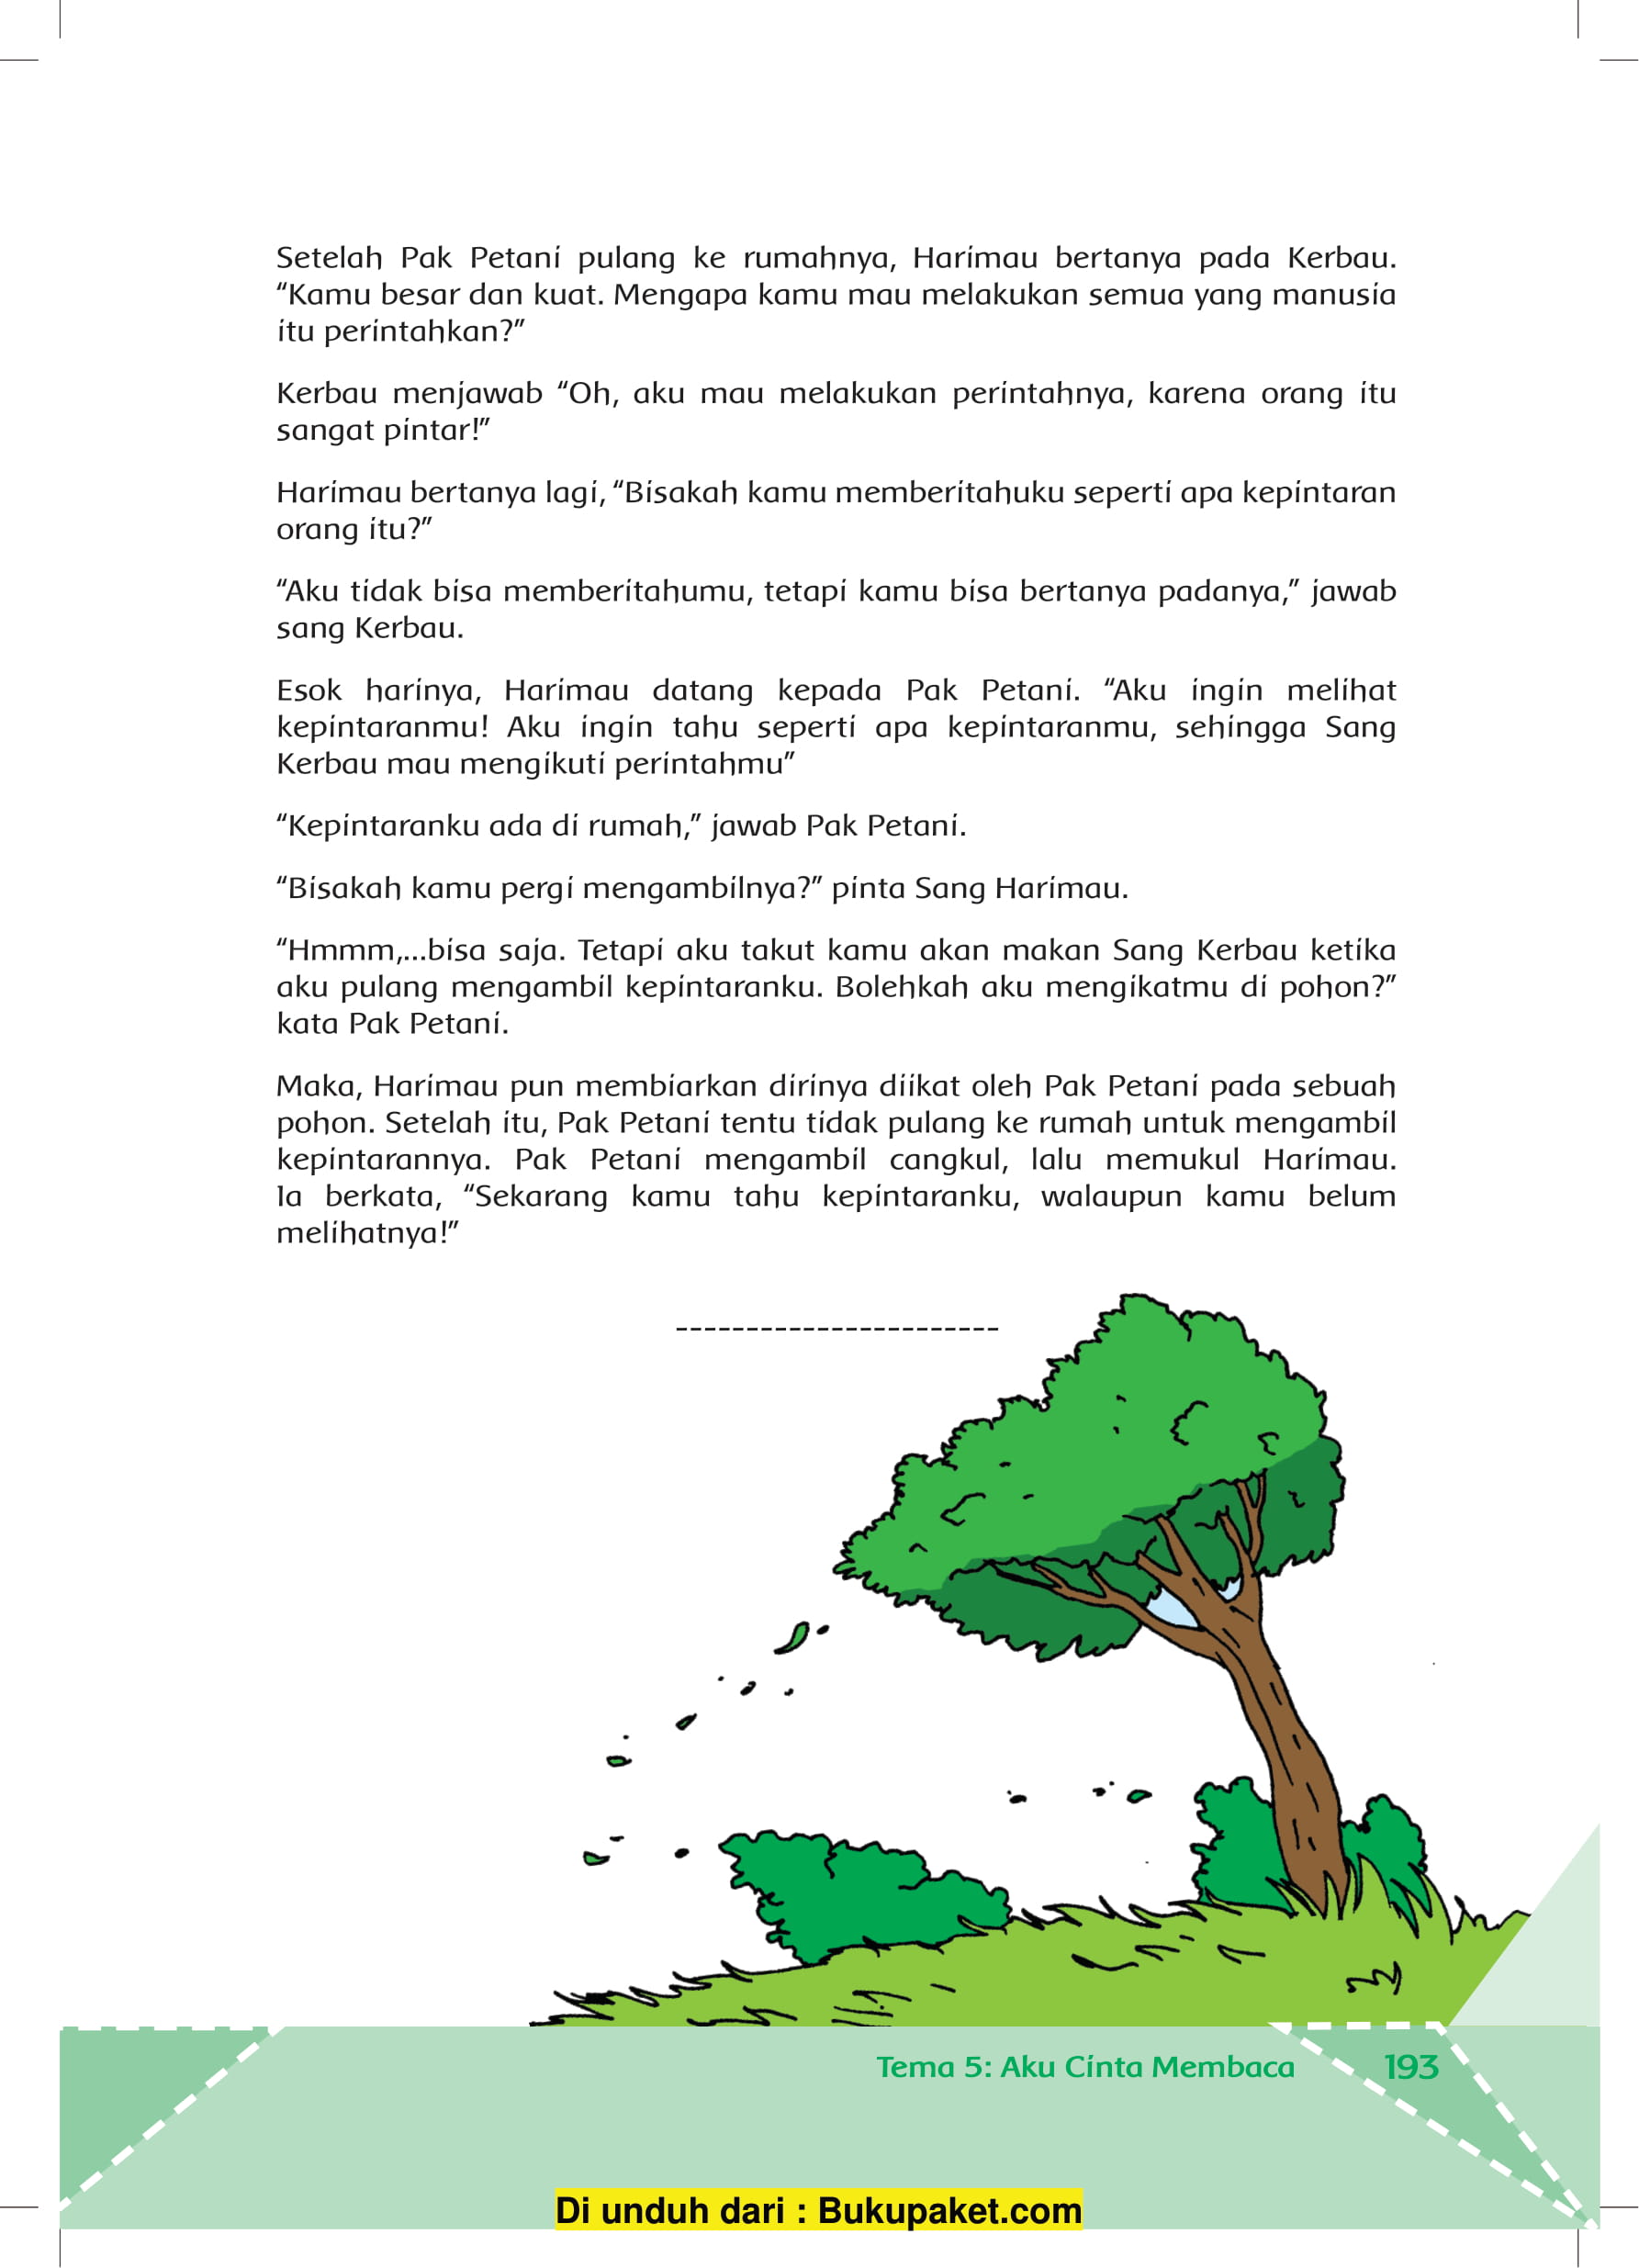 Setelah Pak Petani pulang ke rumahnya, Harimau bertanya pada Kerbau.
“Kamu besar dan kuat. Mengapa kamu mau melakukan semua yang manusia
itu perintahkan?”
Kerbau menjawab “Oh, aku mau melakukan perintahnya, karena orang itu
sangat pintar!”
Harimau bertanya lagi, “Bisakah kamu memberitahuku seperti apa kepintaran
orang itu?”
“Aku tidak bisa memberitahumu, tetapi kamu bisa bertanya padanya,” jawab
sang Kerbau.
Esok harinya, Harimau datang kepada Pak Petani. “Aku ingin melihat
kepintaranmu! Aku ingin tahu seperti apa kepintaranmu, sehingga Sang
Kerbau mau mengikuti perintahmu”
“Kepintaranku ada di rumah,” jawab Pak Petani.
“Bisakah kamu pergi mengambilnya?” pinta Sang Harimau.
“Hmmm,...bisa saja. Tetapi aku takut kamu akan makan Sang Kerbau ketika
aku pulang mengambil kepintaranku. Bolehkah aku mengikatmu di pohon?”
kata Pak Petani.
Maka, Harimau pun membiarkan dirinya diikat oleh Pak Petani pada sebuah
pohon. Setelah itu, Pak Petani tentu tidak pulang ke rumah untuk mengambil
kepintarannya. Pak Petani mengambil cangkul, lalu memukul Harimau.
Ia berkata, “Sekarang kamu tahu kepintaranku, walaupun kamu belum
melihatnya!”
-----------------------
Tema 5: Aku Cinta Membaca 193
Di unduh dari : Bukupaket.com